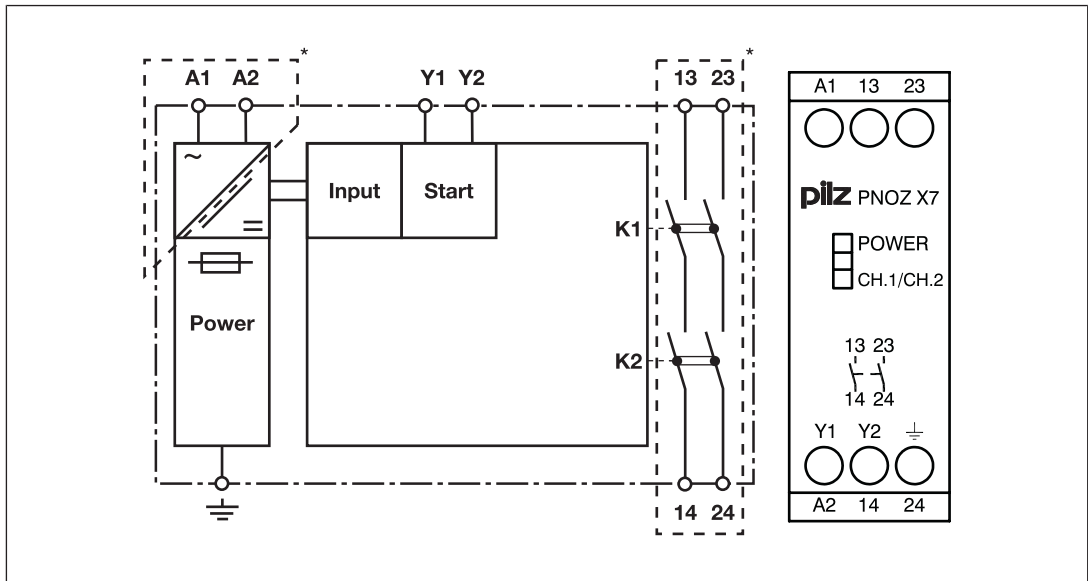 * *
A1 A2 Y1 Y2 13 23
~
=
Input Start
K1
Power
K2
14 24
A1 13 23
pilz PNOZ X7
POWER
CH.1/CH.2
13 23
14 24
Y1 Y2
A2 14 24